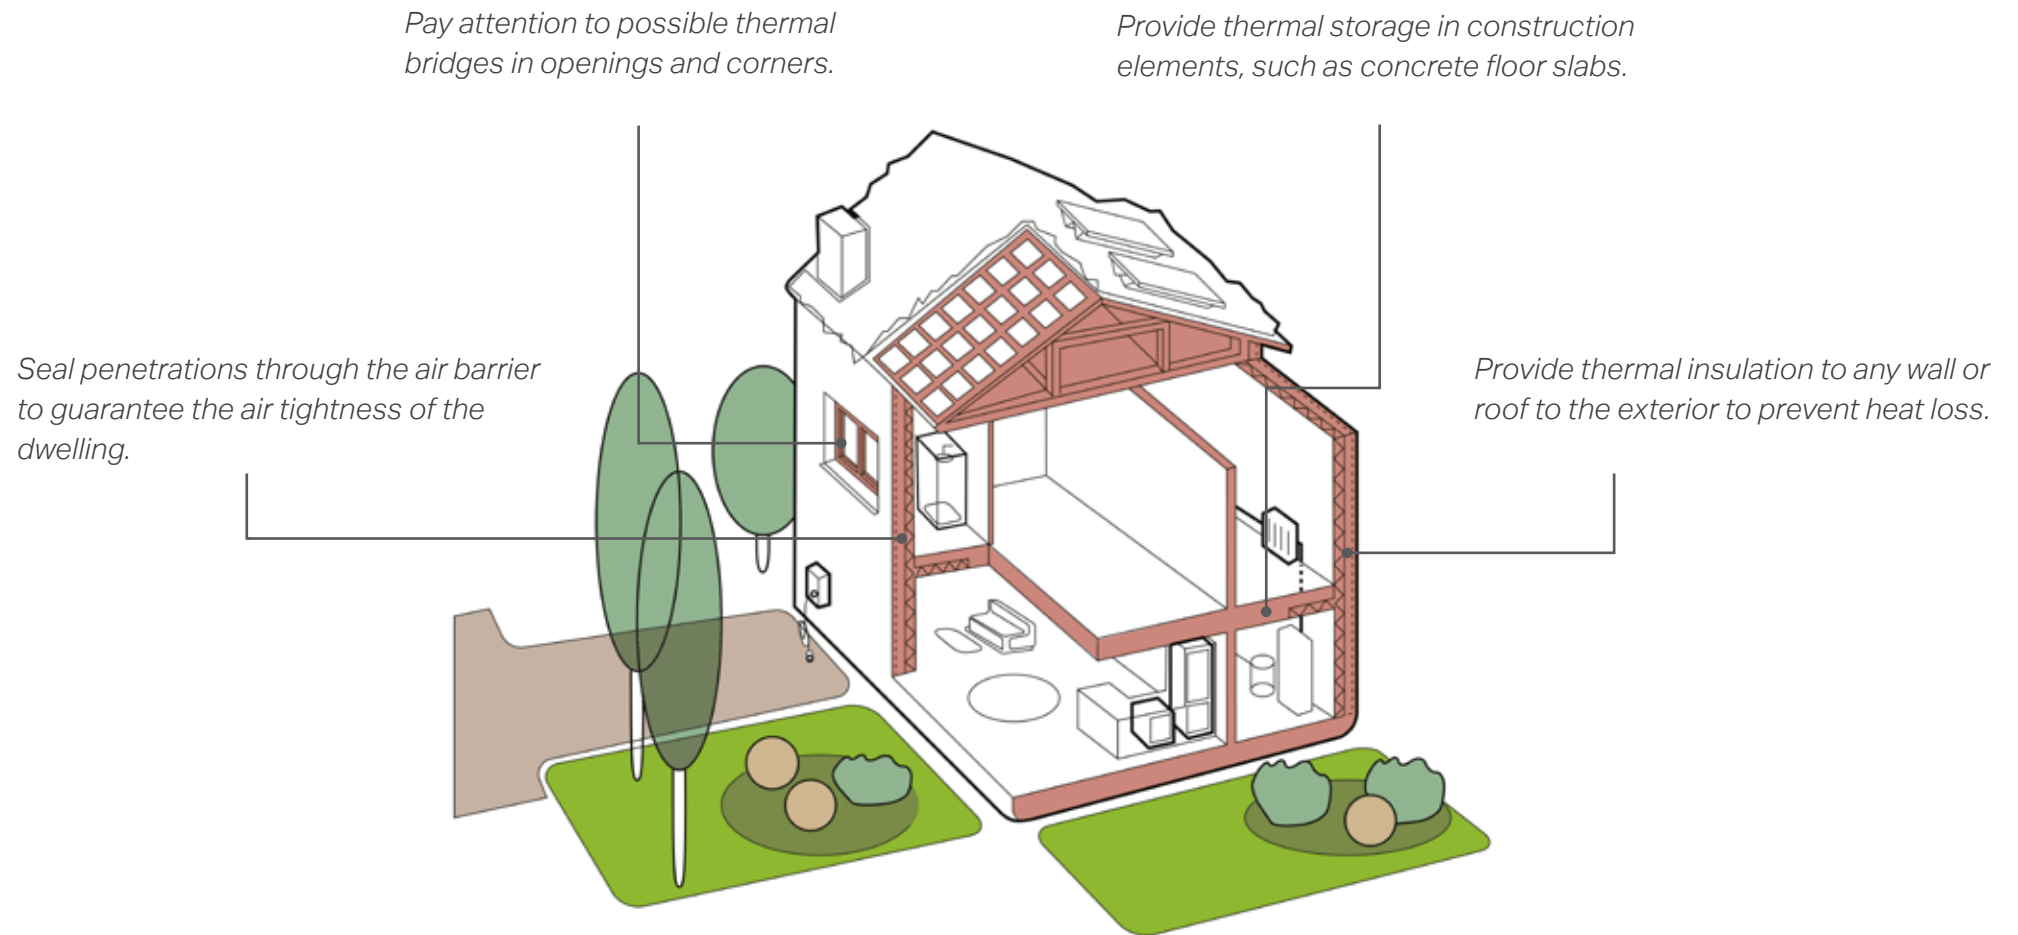 Pay attention to possible thermal
bridges in openings and corners.
Provide thermal storage in construction
elements, such as concrete floor slabs.
Seal penetrations through the air barrier
to guarantee the air tightness of the
dwelling.
Provide thermal insulation to any wall or
roof to the exterior to prevent heat loss.